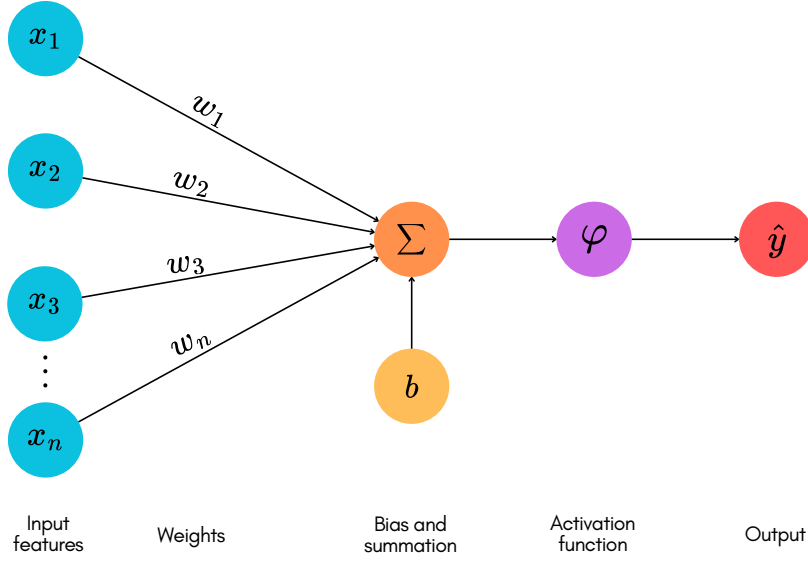 x₁
w₁
x₂
w₂
∑
φ
ŷ
w₃
x₃
⋮
wₙ
b
xₙ
Input
features
Weights
Bias and
summation
Activation
function
Output